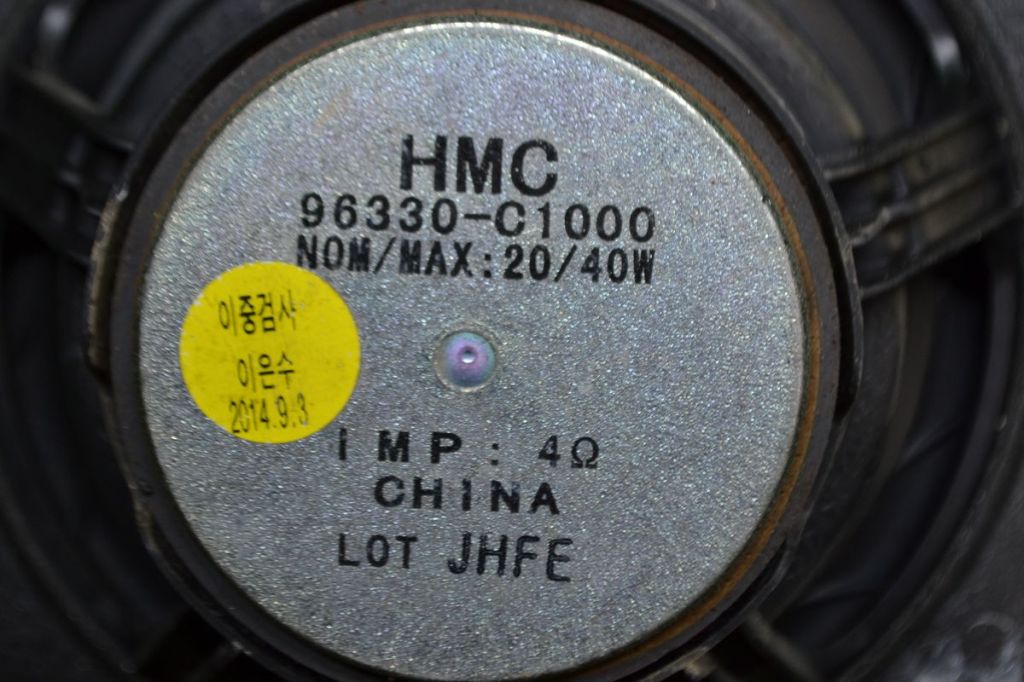 HMC
96330-C1000
NOM/MAX:20/40W
이중검사
이은수
2014.9.3
IMP: 4Ω
CHINA
LOT JHFE